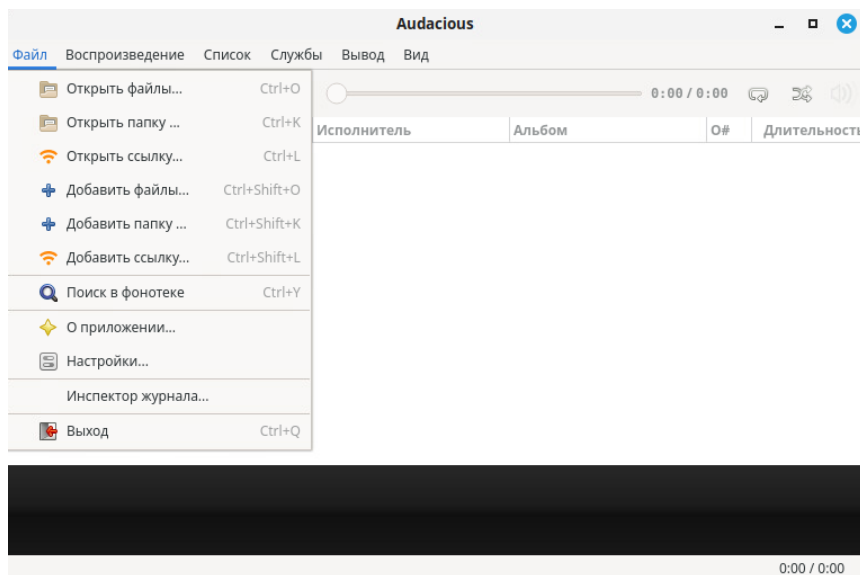 Audacious
Файл Воспроизведение Список Службы Вывод Вид
Открыть файлы... Ctrl+O
0:00 / 0:00
Открыть папку ... Ctrl+K
Исполнитель Альбом О# Длительность
Открыть ссылку... Ctrl+L
Добавить файлы... Ctrl+Shift+O
Добавить папку ... Ctrl+Shift+K
Добавить ссылку... Ctrl+Shift+L
Поиск в фонотеке Ctrl+Y
О приложении...
Настройки...
Инспектор журнала...
Выход Ctrl+Q
0:00 / 0:00